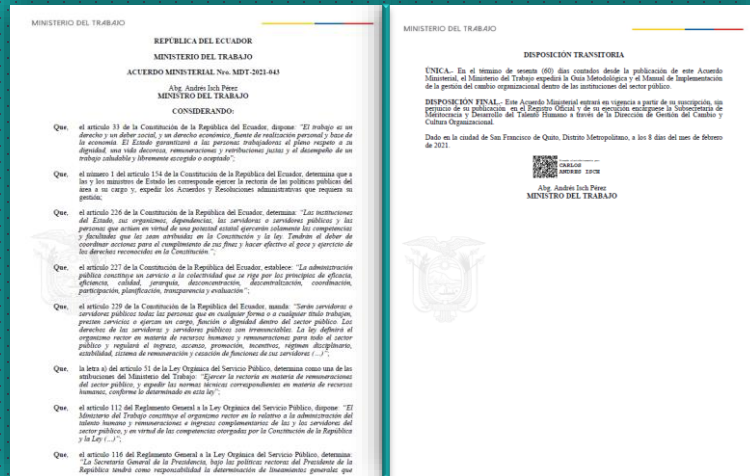 MINISTERIO DEL TRABAJO
REPÚBLICA DEL ECUADOR
MINISTERIO DEL TRABAJO
ACUERDO MINISTERIAL Nro. MDT-2021-043
Abg. Andrés Isch Pérez
MINISTRO DEL TRABAJO
CONSIDERANDO:
Que, el artículo 33 de la Constitución de la República del Ecuador, dispone: "El trabajo es un
derecho y un deber social, y un derecho económico, fuente de realización personal y base de
la economía. El Estado garantizará a las personas trabajadoras el pleno respeto a su
dignidad, una vida decorosa, remuneraciones y retribuciones justas y el desempeño de un
trabajo saludable y libremente escogido o aceptado";
Que, el número 1 del artículo 154 de la Constitución de la República del Ecuador, determina que a
las y los ministros de Estado les corresponde ejercer la rectoría de las políticas públicas del
área a su cargo y, expedir los Acuerdos y Resoluciones administrativas que requiera su
gestión;
Que, el artículo 226 de la Constitución de la República del Ecuador, determina: "Las instituciones
del Estado, sus organismos, dependencias, las servidoras o servidores públicos y las
personas que actúen en virtud de una potestad estatal ejercerán solamente las competencias
y facultades que les sean atribuidas en la Constitución y la ley. Tendrán el deber de
coordinar acciones para el cumplimiento de sus fines y hacer efectivo el goce y ejercicio de
los derechos reconocidos en la Constitución.";
Que, el artículo 227 de la Constitución de la República del Ecuador, establece: "La administración
pública constituye un servicio a la colectividad que se rige por los principios de eficacia,
eficiencia, calidad, jerarquía, desconcentración, descentralización, coordinación,
participación, planificación, transparencia y evaluación";
Que, el artículo 229 de la Constitución de la República del Ecuador, manda: "Serán servidoras o
servidores públicos todas las personas que en cualquier forma o a cualquier título trabajen,
presten servicios o ejerzan un cargo, función o dignidad dentro del sector público. Los
derechos de las servidoras y servidores públicos son irrenunciables. La ley definirá el
organismo rector en materia de recursos humanos y remuneraciones para todo el sector
público y regulará el ingreso, ascenso, promoción, incentivos, régimen disciplinario,
estabilidad, sistema de remuneración y cesación de funciones de sus servidores (...)";
Que, la letra a) del artículo 51 de la Ley Orgánica del Servicio Público, determina como una de las
atribuciones del Ministerio del Trabajo: "Ejercer la rectoría en materia de remuneraciones
del sector público, y expedir las normas técnicas correspondientes en materia de recursos
humanos, conforme lo determinado en esta ley";
Que, el artículo 112 del Reglamento General a la Ley Orgánica del Servicio Público, dispone: "El
Ministerio del Trabajo constituye el organismo rector en lo relativo a la administración del
talento humano y remuneraciones e ingresos complementarios de las y los servidores del
sector público, y en virtud de las competencias otorgadas por la Constitución de la República
y la Ley (...)";
Que, el artículo 116 del Reglamento General a la Ley Orgánica del Servicio Público, determina:
"La Secretaría General de la Presidencia, bajo las políticas rectoras del Presidente de la
República tendrá como responsabilidad la determinación de lineamientos generales que
MINISTERIO DEL TRABAJO
DISPOSICIÓN TRANSITORIA
ÚNICA.- En el término de sesenta (60) días contados desde la publicación de este Acuerdo
Ministerial, el Ministerio del Trabajo expedirá la Guía Metodológica y el Manual de Implementación
de la gestión del cambio organizacional dentro de las instituciones del sector público.
DISPOSICIÓN FINAL.- Este Acuerdo Ministerial entrará en vigencia a partir de su suscripción, sin
perjuicio de su publicación en el Registro Oficial y de su ejecución encárguese la Subsecretaría de
Meritocracia y Desarrollo del Talento Humano a través de la Dirección de Gestión del Cambio y
Cultura Organizacional.
Dado en la ciudad de San Francisco de Quito, Distrito Metropolitano, a los 8 días del mes de febrero
de 2021.
CARLOS
ANDRES ISCH
Abg. Andrés Isch Pérez
MINISTRO DEL TRABAJO